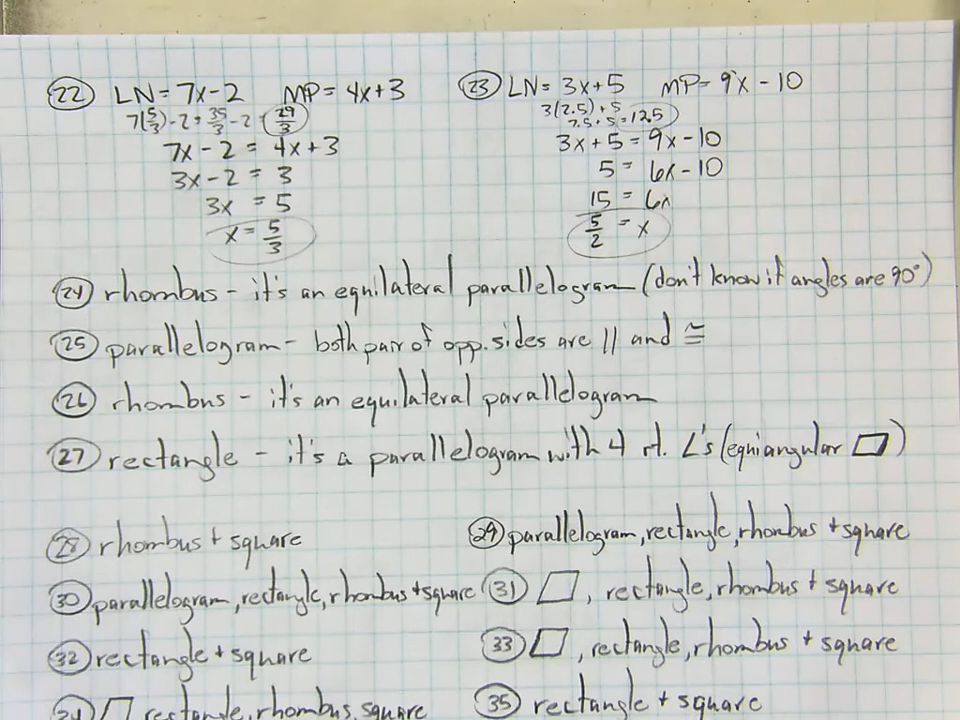 22 LN = 7x - 2 MP = 4x + 3
7(5/3) - 2 = 35/3 - 2 = 29/3
7x - 2 = 4x + 3
3x - 2 = 3
3x = 5
x = 5/3
23 LN = 3x + 5 MP = 9x - 10
3(2.5) + 5
7.5 + 5 = 12.5
3x + 5 = 9x - 10
5 = 6x - 10
15 = 6x
5/2 = x
24 rhombus - it's an equilateral parallelogram (don't know if angles are 90°)
25 parallelogram - both pair of opp. sides are || and ≅
26 rhombus - it's an equilateral parallelogram
27 rectangle - it's a parallelogram with 4 rt. ∠'s (equiangular ▱)
28 rhombus + square
29 parallelogram, rectangle, rhombus + square
30 parallelogram, rectangle, rhombus + square
31 ▱, rectangle, rhombus + square
32 rectangle + square
33 ▱, rectangle, rhombus + square
34 ▱ rectangle, rhombus, square
35 rectangle + square